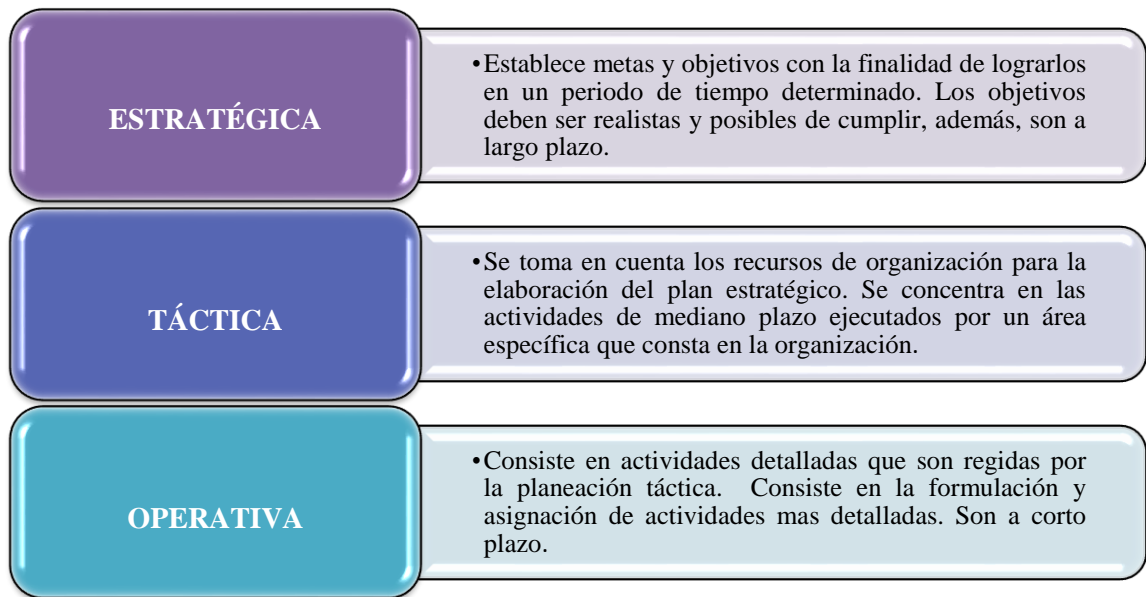 ESTRATÉGICA
•Establece metas y objetivos con la finalidad de lograrlos
en un periodo de tiempo determinado. Los objetivos
deben ser realistas y posibles de cumplir, además, son a
largo plazo.
TÁCTICA
•Se toma en cuenta los recursos de organización para la
elaboración del plan estratégico. Se concentra en las
actividades de mediano plazo ejecutados por un área
específica que consta en la organización.
OPERATIVA
•Consiste en actividades detalladas que son regidas por
la planeación táctica. Consiste en la formulación y
asignación de actividades mas detalladas. Son a corto
plazo.